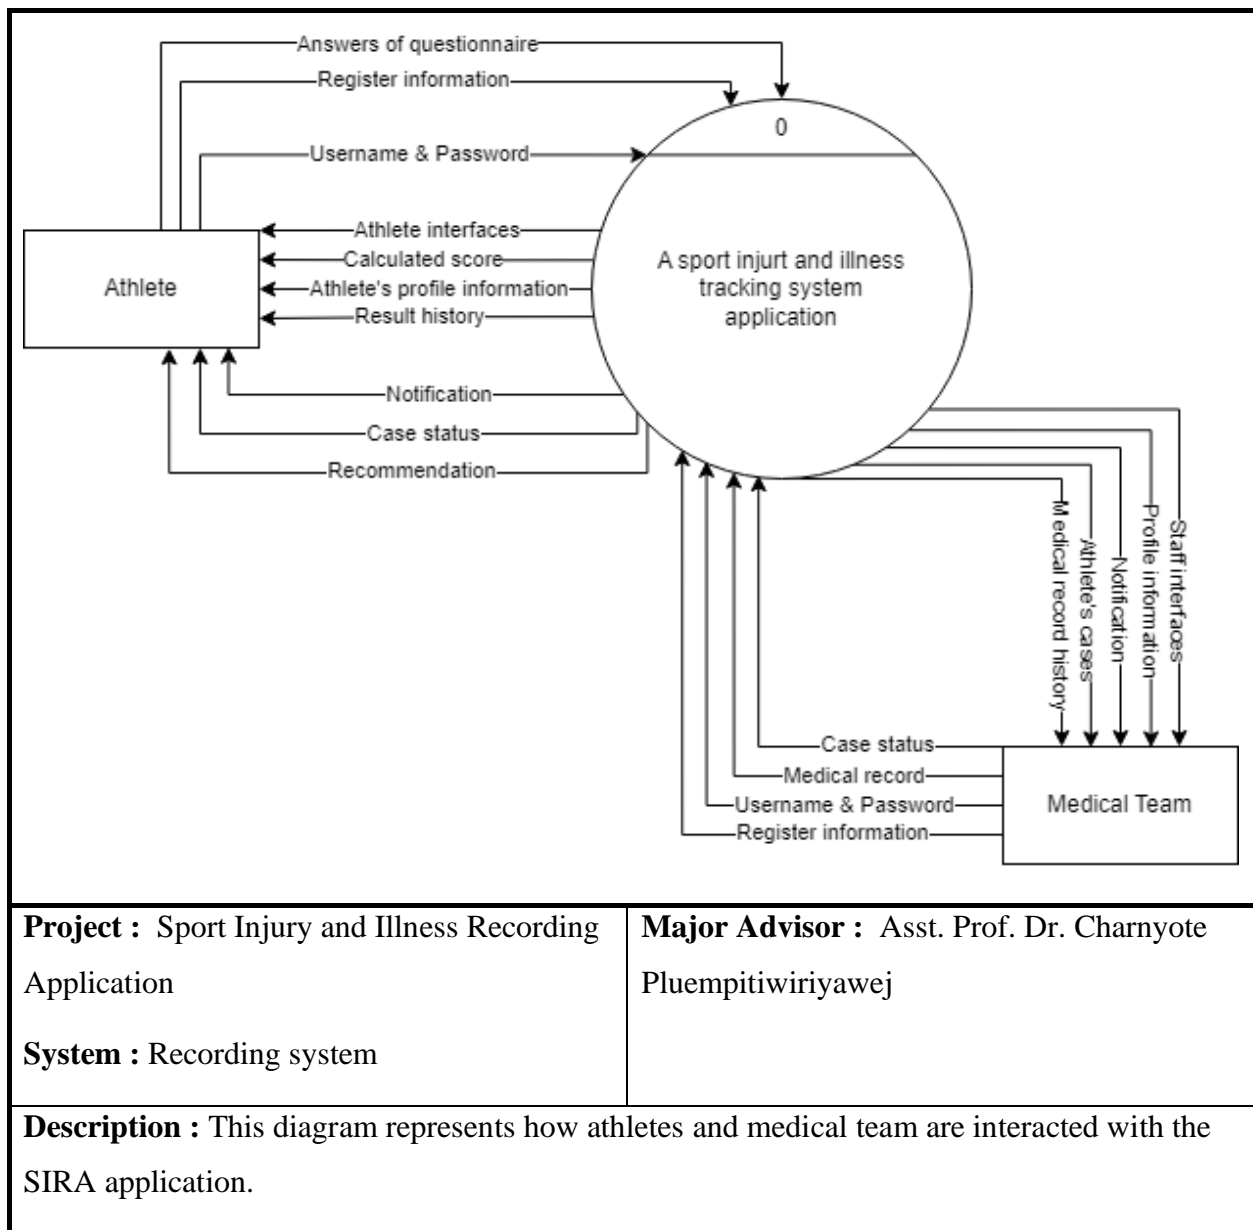 Answers of questionnaire
Register information
0
Username & Password
Athlete interfaces
Calculated score
Athlete's profile information
Result history
Athlete
A sport injurt and illness
tracking system
application
Notification
Case status
Recommendation
Medical record history
Athlete's cases
Notification
Profile information
Staff interfaces
Case status
Medical record
Username & Password
Register information
Medical Team
Project : Sport Injury and Illness Recording
Application
System : Recording system
Major Advisor : Asst. Prof. Dr. Charnyote
Pluempitiwiriyawej
Description : This diagram represents how athletes and medical team are interacted with the
SIRA application.